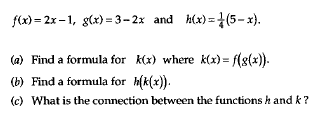 f(x) = 2x − 1, g(x) = 3 − 2x and h(x) = ¼(5 − x).
(a) Find a formula for k(x) where k(x) = f(g(x)).
(b) Find a formula for h(k(x)).
(c) What is the connection between the functions h and k ?